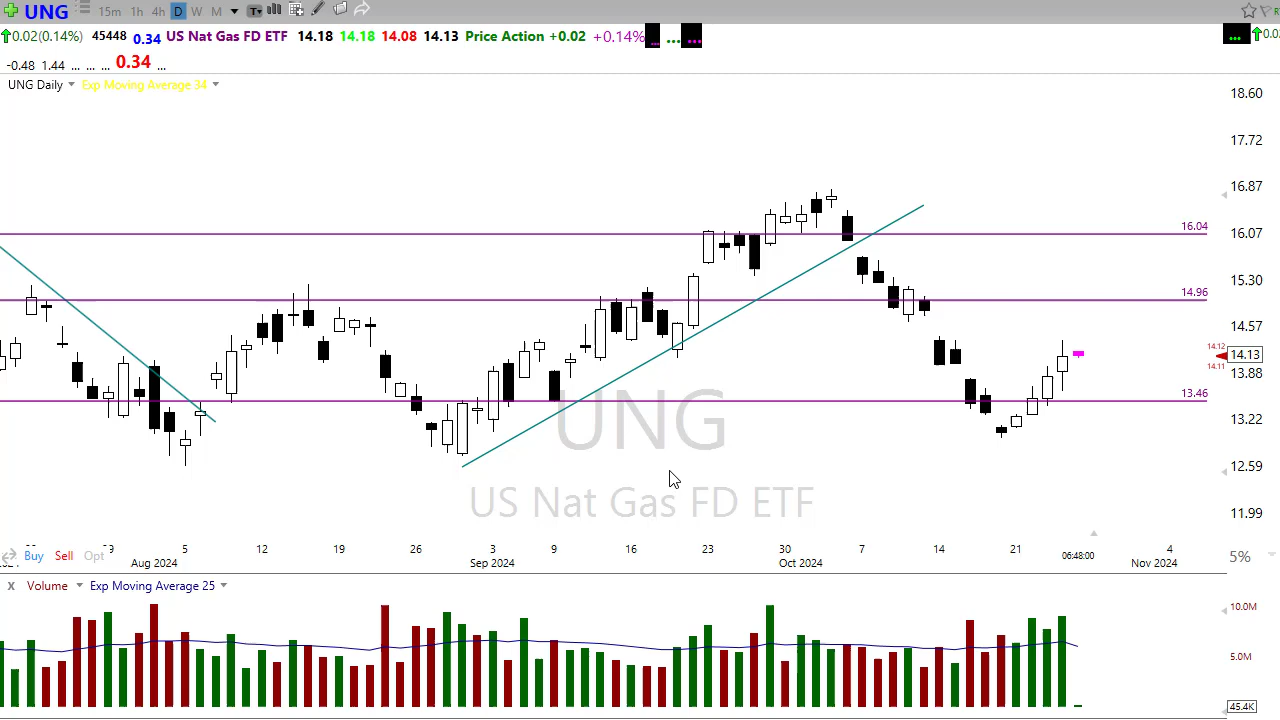 UNG 15m 1h 4h D W M T
0.02(0.14%) 45448 0.34 US Nat Gas FD ETF 14.18 14.18 14.08 14.13 Price Action +0.02 +0.14% ... ... ... ...
-0.48 1.44 ... ... ... 0.34 ...
UNG Daily Exp Moving Average 34
18.60
17.72
16.87
16.04
16.07
15.30
14.96
14.57
14.12
14.13
14.11
13.88
13.46
13.22
UNG
12.59
US Nat Gas FD ETF
11.99
5 12 19 26 3 9 16 23 30 7 14 21 06:48:00 4
Buy Sell Opt 5%
Aug 2024 Sep 2024 Oct 2024 Nov 2024
X Volume Exp Moving Average 25
10.0M
5.0M
45.4K